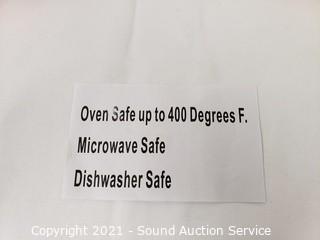 Oven Safe up to 400 Degrees F.
Microwave Safe
Dishwasher Safe
Copyright 2021 - Sound Auction Service